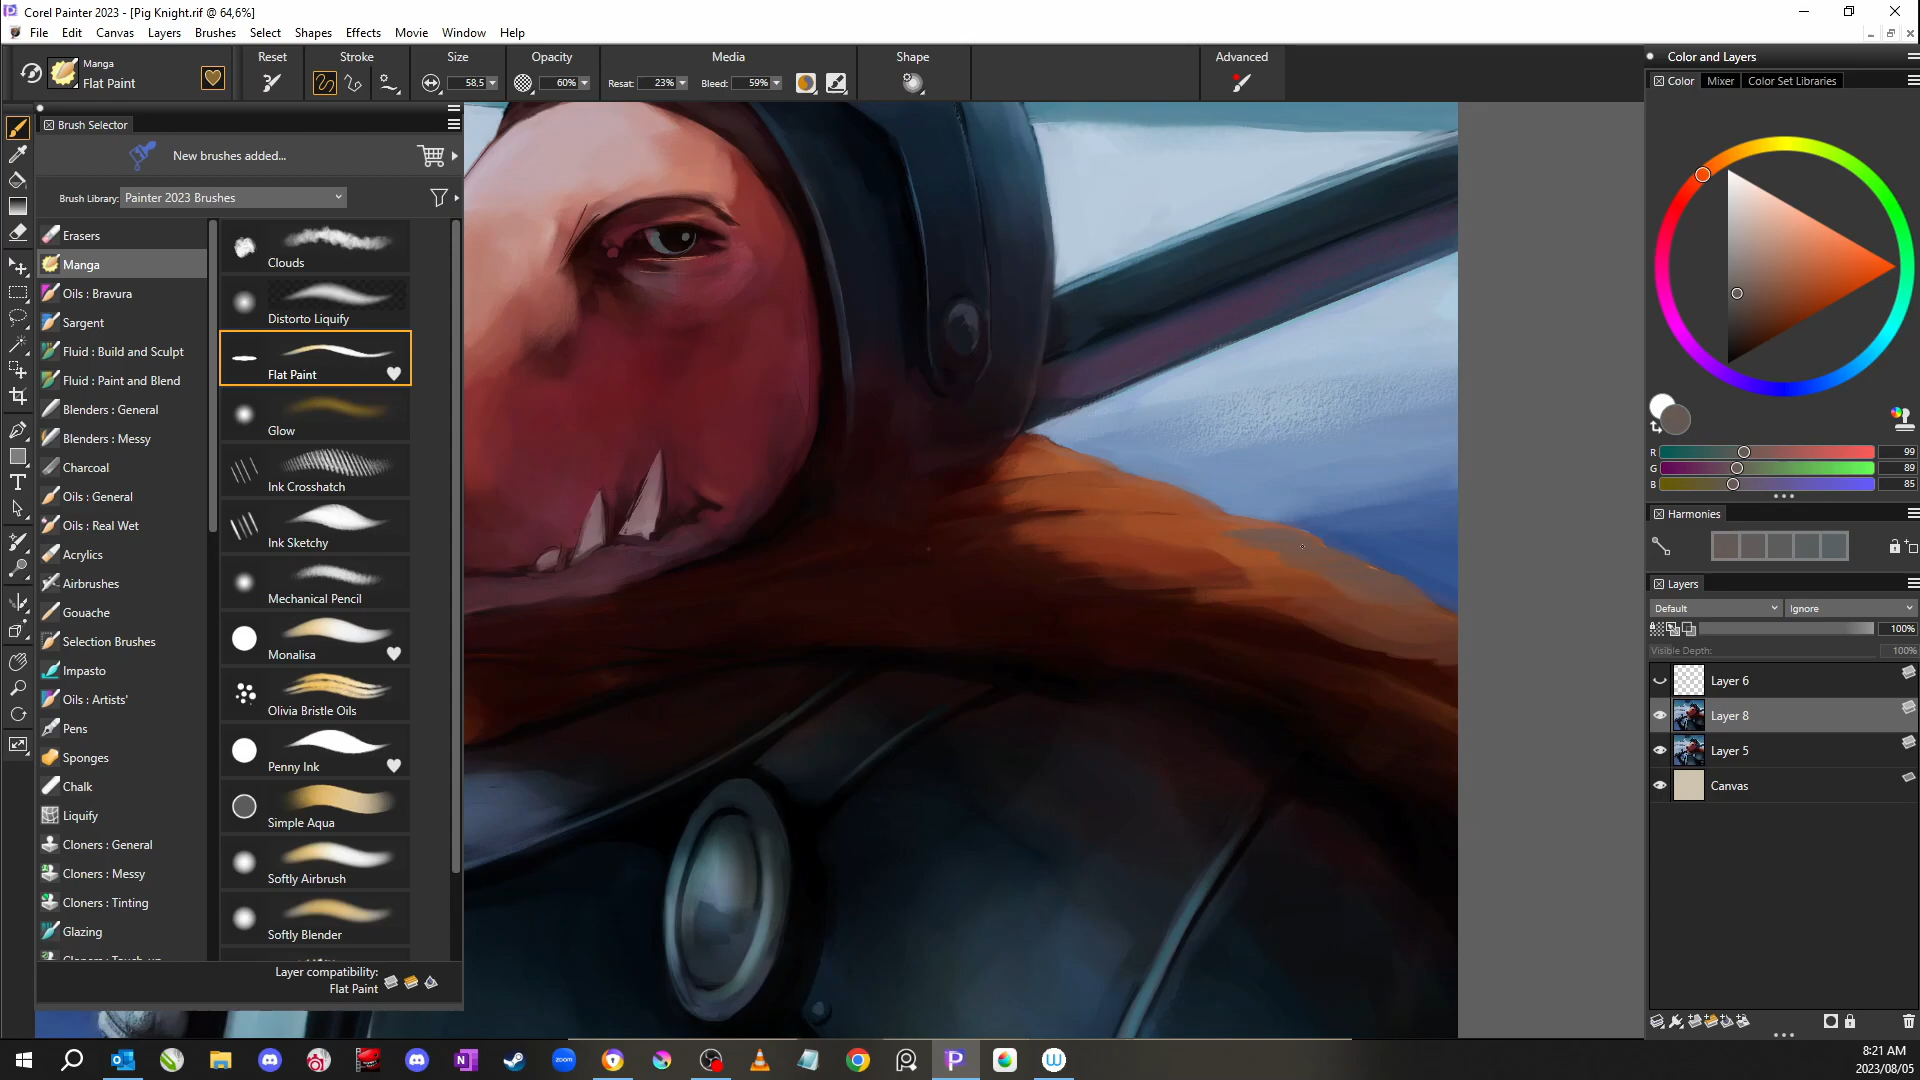 Corel Painter 2023 - [Pig Knight.rif @ 64,6%]
File Edit Canvas Layers Brushes Select Shapes Effects Movie Window Help
Manga
Flat Paint
Reset Stroke Size Opacity Media Shape Advanced
58,5 60% Resat: 23% Bleed: 59%
Brush Selector
New brushes added...
Brush Library: Painter 2023 Brushes
Erasers
Manga
Oils: Bravura
Sargent
Fluid : Build and Sculpt
Fluid : Paint and Blend
Blenders : General
Blenders : Messy
Charcoal
Oils : General
Oils : Real Wet
Acrylics
Airbrushes
Gouache
Selection Brushes
Impasto
Oils : Artists'
Pens
Sponges
Chalk
Liquify
Cloners : General
Cloners : Messy
Cloners : Tinting
Glazing
Clouds
Distorto Liquify
Flat Paint
Glow
Ink Crosshatch
Ink Sketchy
Mechanical Pencil
Monalisa
Olivia Bristle Oils
Penny Ink
Simple Aqua
Softly Airbrush
Softly Blender
Layer compatibility:
Flat Paint
Color and Layers
Color Mixer Color Set Libraries
R 99
G 89
B 85
Harmonies
Layers
Default Ignore
100%
Visible Depth: 100%
Layer 6
Layer 8
Layer 5
Canvas
zoom
8:21 AM
2023/08/05